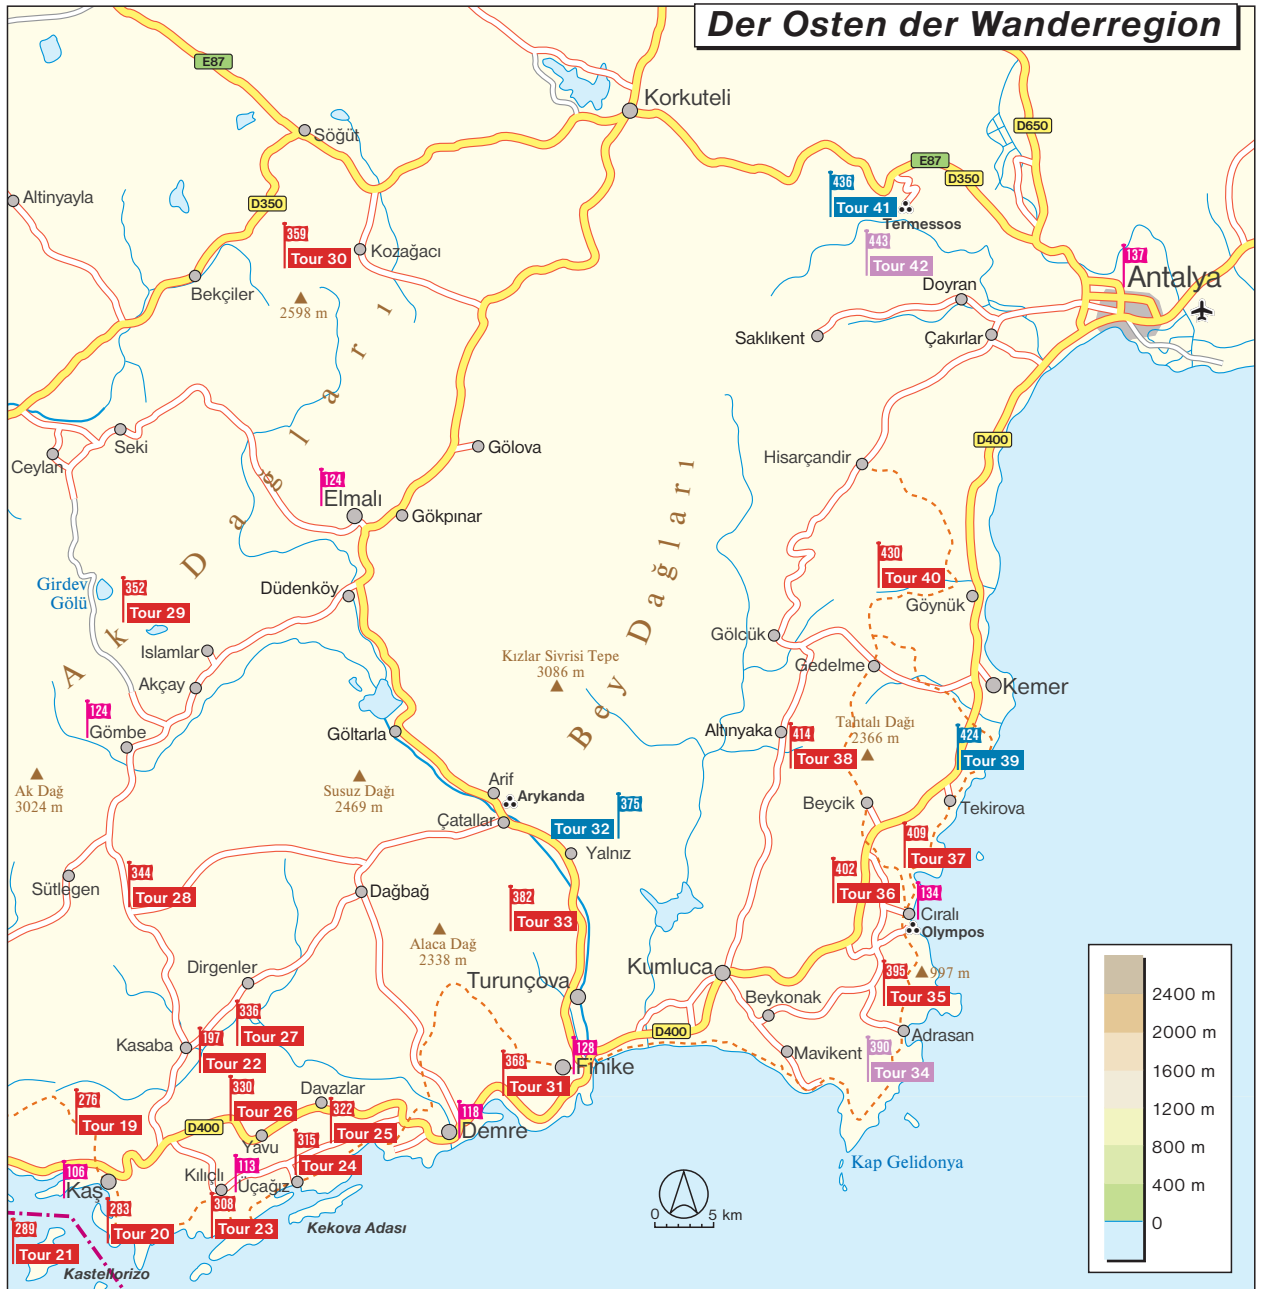 Der Osten der Wanderregion
E87
Korkuteli
Söğüt
D650
E87
D350
436
Tour 41
Termessos
Altinyayla
D350
359
Tour 30
Kozağacı
443
Tour 42
137
Antalya
Bekçiler
2598 m
Doyran
Saklıkent
Çakırlar
Seki
Ceylan
Gölova
D400
Hisarçandir
124
Elmalı
Gökpınar
Ak Dağları
Bey Dağları
430
Tour 40
Girdev
Gölü
352
Tour 29
Düdenköy
Göynük
Islamlar
Gölcük
Gedelme
Kızlar Sivrisi Tepe
3086 m
Akçay
Kemer
124
Gömbe
Göltarla
Altınyaka
414
Tour 38
Tahtalı Dağı
2366 m
424
Tour 39
Ak Dağ
3024 m
Susuz Dağı
2469 m
Arif
Arykanda
375
Tour 32
Çatallar
Yalnız
Beycik
Tekirova
409
Tour 37
Sütlegen
344
Tour 28
Dağbağ
382
Tour 33
402
Tour 36
134
Cıralı
Olympos
Alaca Dağ
2338 m
Dirgenler
Turunçova
Kumluca
395
Tour 35
997 m
Beykonak
336
Tour 27
Kasaba
197
Tour 22
D400
Adrasan
128
Finike
368
Tour 31
Mavikent
390
Tour 34
276
Tour 19
330
Tour 26
Davazlar
322
Tour 25
118
Demre
D400
Yavu
315
Tour 24
106
Kaş
Kılıçlı
113
Üçağız
Kap Gelidonya
283
Tour 20
308
Tour 23
Kekova Adası
289
Tour 21
Kastellorizo
0
5 km
2400 m
2000 m
1600 m
1200 m
800 m
400 m
0